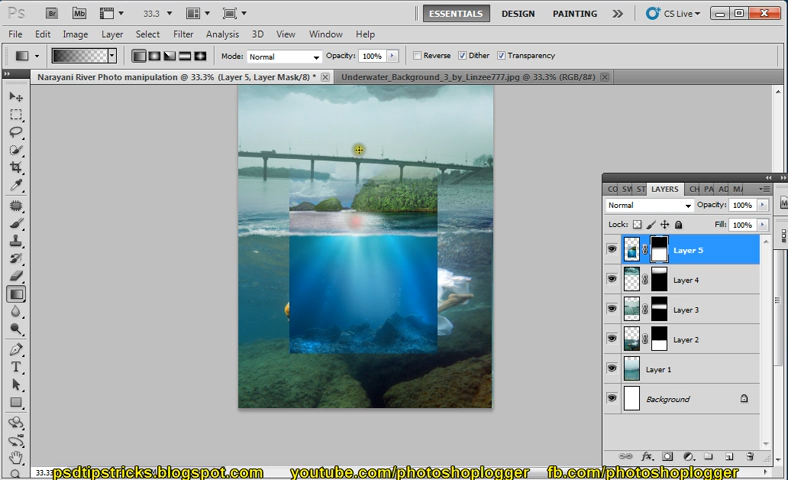 Ps Br Mb 33.3 ESSENTIALS DESIGN PAINTING CS Live
File Edit Image Layer Select Filter Analysis 3D View Window Help
Mode: Normal Opacity: 100% Reverse Dither Transparency
Narayani River Photo manipulation @ 33.3% (Layer 5, Layer Mask/8) * Underwater_Background_3_by_Linzee777.jpg @ 33.3% (RGB/8#)
LAYERS
Normal Opacity: 100%
Lock: Fill: 100%
Layer 5
Layer 4
Layer 3
Layer 2
Layer 1
Background
psdtipstricks.blogspot.com youtube.com/photoshoplogger fb.com/photoshoplogger